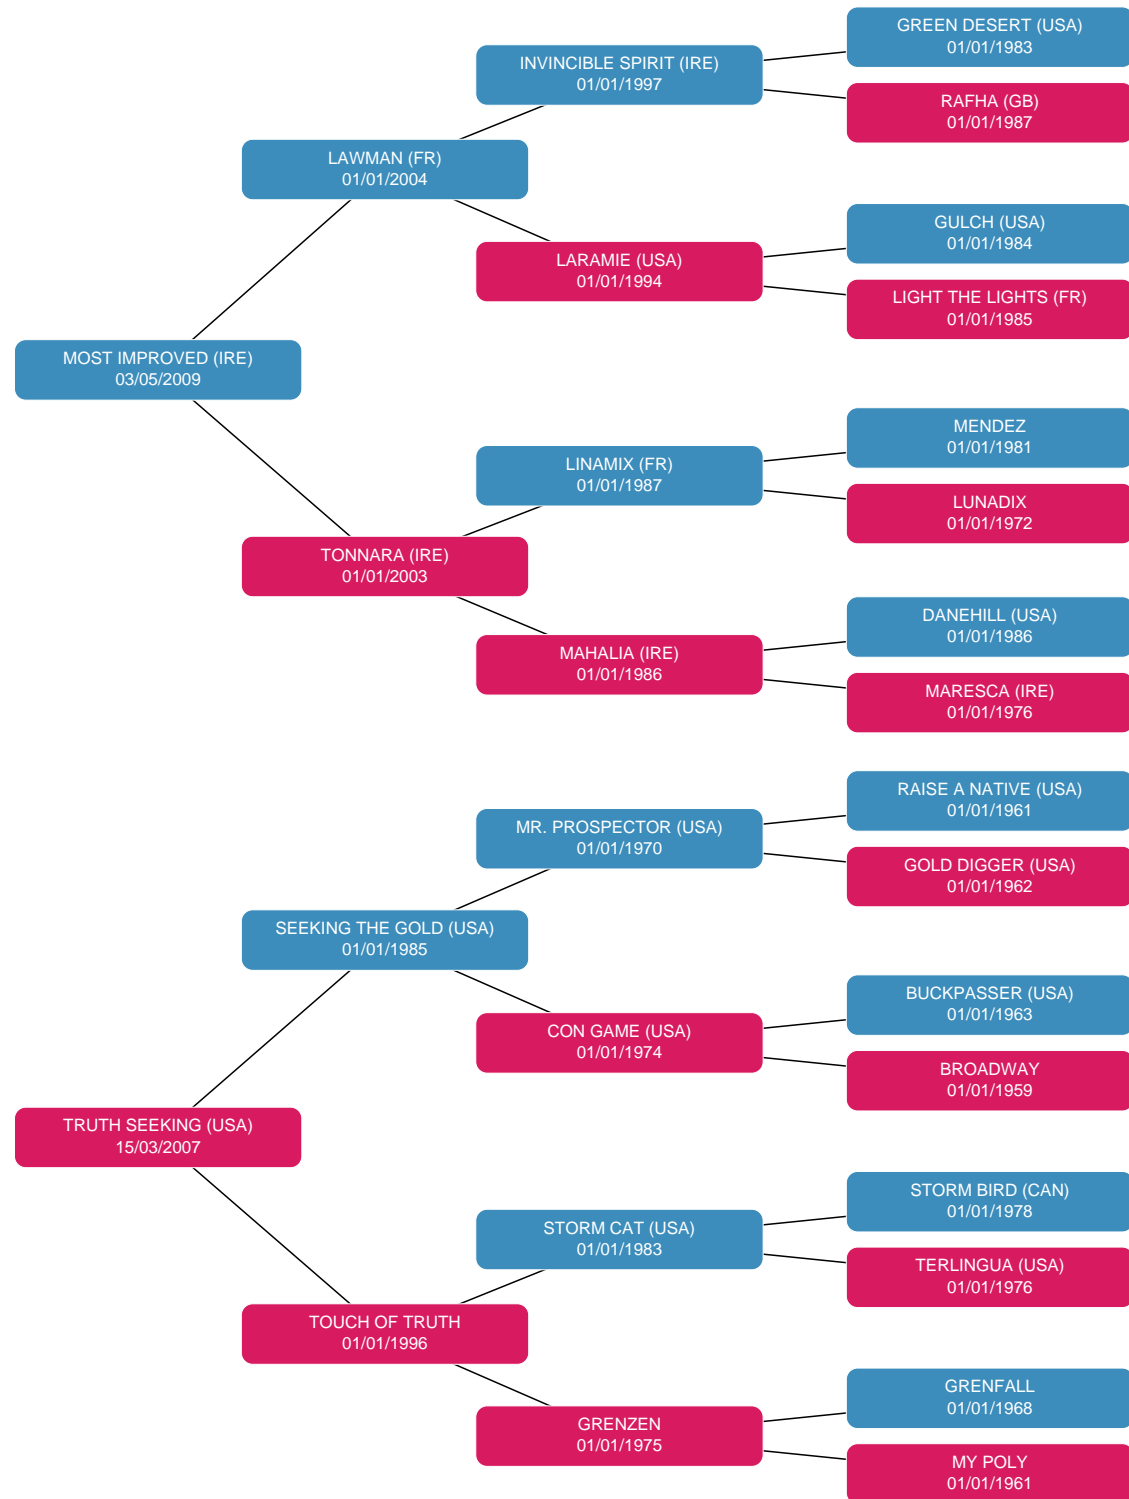 GREEN DESERT (USA)
01/01/1983
INVINCIBLE SPIRIT (IRE)
01/01/1997
RAFHA (GB)
01/01/1987
LAWMAN (FR)
01/01/2004
GULCH (USA)
01/01/1984
LARAMIE (USA)
01/01/1994
LIGHT THE LIGHTS (FR)
01/01/1985
MOST IMPROVED (IRE)
03/05/2009
MENDEZ
01/01/1981
LINAMIX (FR)
01/01/1987
LUNADIX
01/01/1972
TONNARA (IRE)
01/01/2003
DANEHILL (USA)
01/01/1986
MAHALIA (IRE)
01/01/1986
MARESCA (IRE)
01/01/1976
RAISE A NATIVE (USA)
01/01/1961
MR. PROSPECTOR (USA)
01/01/1970
GOLD DIGGER (USA)
01/01/1962
SEEKING THE GOLD (USA)
01/01/1985
BUCKPASSER (USA)
01/01/1963
CON GAME (USA)
01/01/1974
BROADWAY
01/01/1959
TRUTH SEEKING (USA)
15/03/2007
STORM BIRD (CAN)
01/01/1978
STORM CAT (USA)
01/01/1983
TERLINGUA (USA)
01/01/1976
TOUCH OF TRUTH
01/01/1996
GRENFALL
01/01/1968
GRENZEN
01/01/1975
MY POLY
01/01/1961